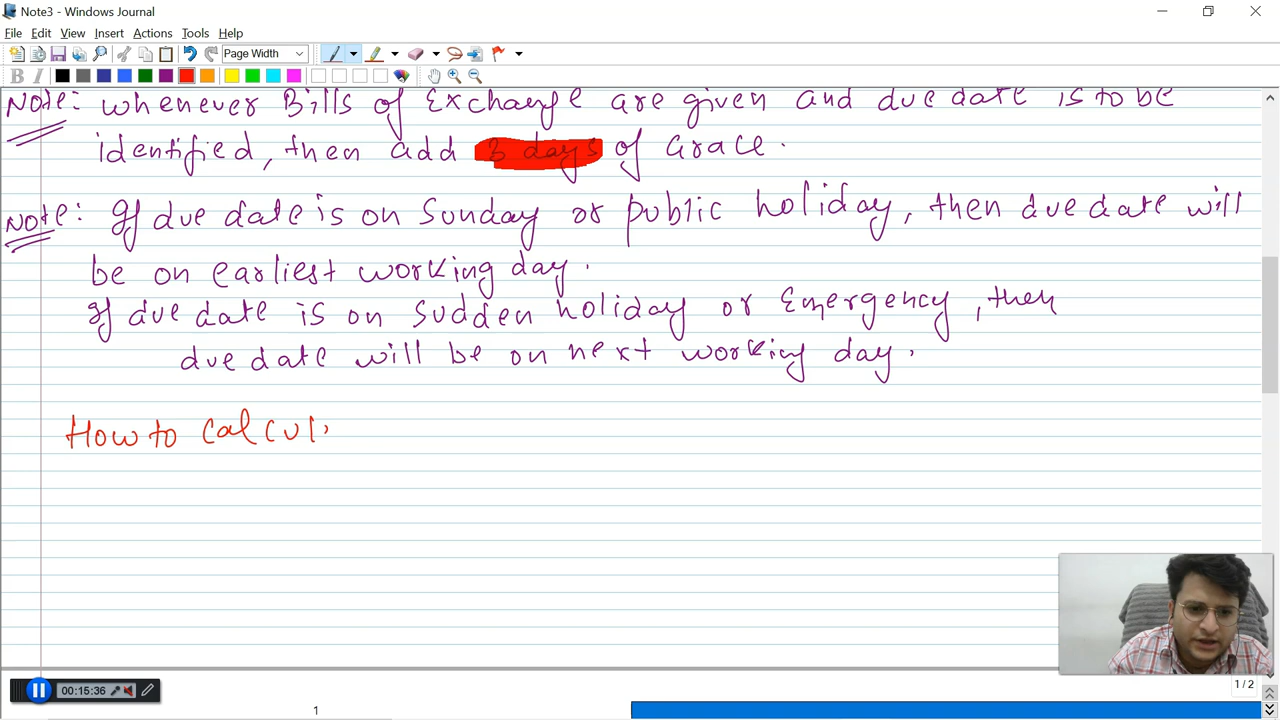 Note3 - Windows Journal
File Edit View Insert Actions Tools Help
Page Width
B I
Note: whenever Bills of Exchange are given and due date is to be
identified, then add 3 days of Grace.
Note: If due date is on Sunday or public holiday, then due date will
be on earliest working day.
If due date is on Sudden holiday or Emergency, then
due date will be on next working day.
How to calcul
00:15:36
1 / 2
1